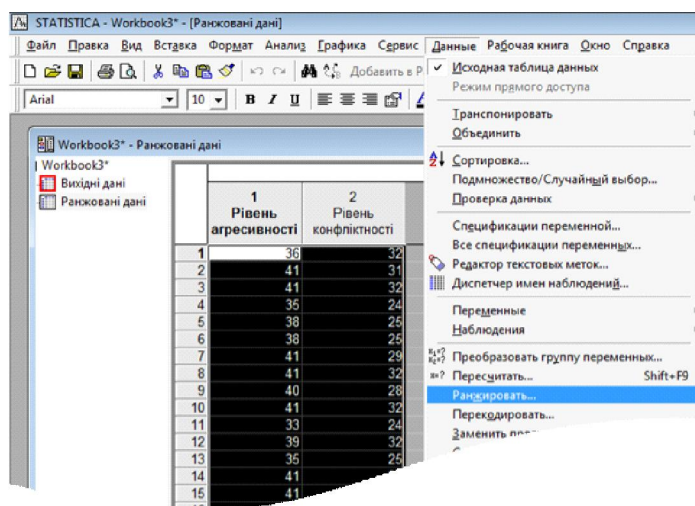 STATISTICA - Workbook3* - [Ранжовані дані]
Файл Правка Вид Вставка Формат Анализ Графика Сервис Данные Рабочая книга Окно Справка
Добавить в Р
Arial 10 B I U
Workbook3* - Ранжовані дані
Workbook3*
Вихідні дані
Ранжовані дані
1 2
Рівень Рівень
агресивності конфліктності
1 36 32
2 41 31
3 41 32
4 35 24
5 38 25
6 38 25
7 41 29
8 41 32
9 40 28
10 41 32
11 33 24
12 39 32
13 35 25
14 41
15 41
Исходная таблица данных
Режим прямого доступа
Транспонировать
Объединить
Сортировка...
Подмножество/Случайный выбор...
Проверка данных
Спецификации переменной...
Все спецификации переменных...
Редактор текстовых меток...
Диспетчер имен наблюдений...
Переменные
Наблюдения
Преобразовать группу переменных...
Пересчитать... Shift+F9
Ранжировать...
Перекодировать...
Заменить